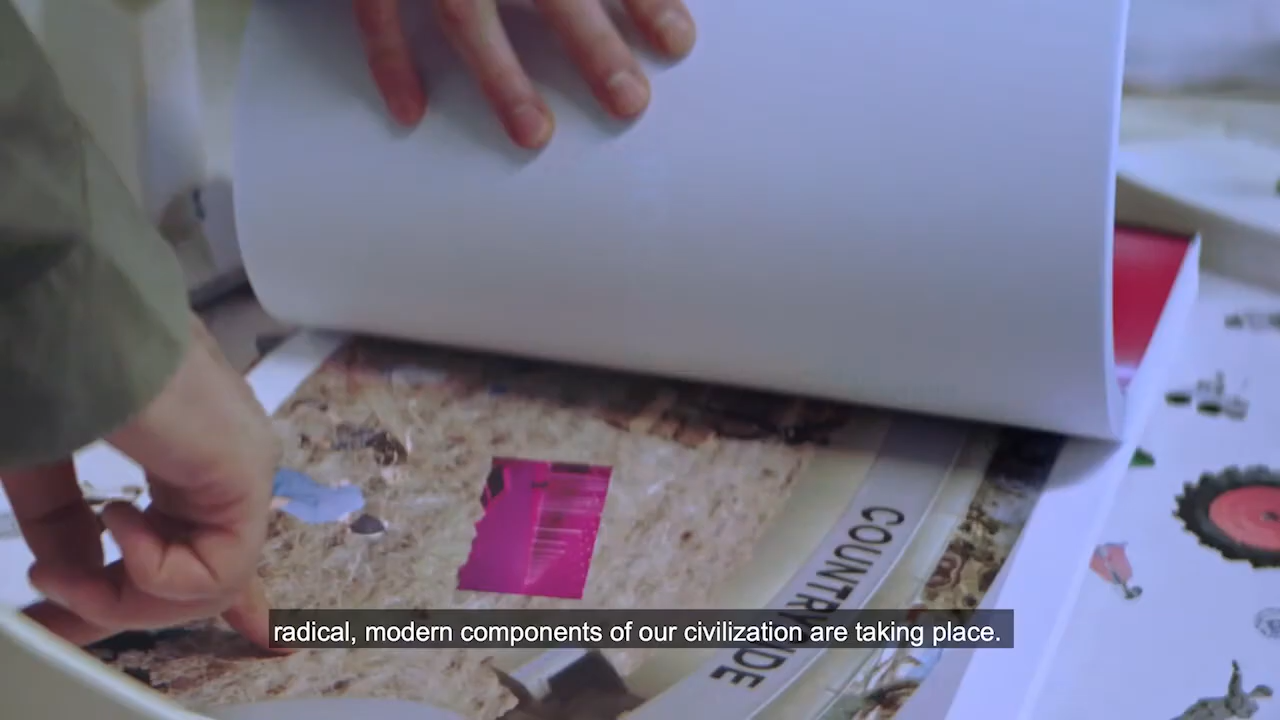 COUNTRYSIDE
radical, modern components of our civilization are taking place.